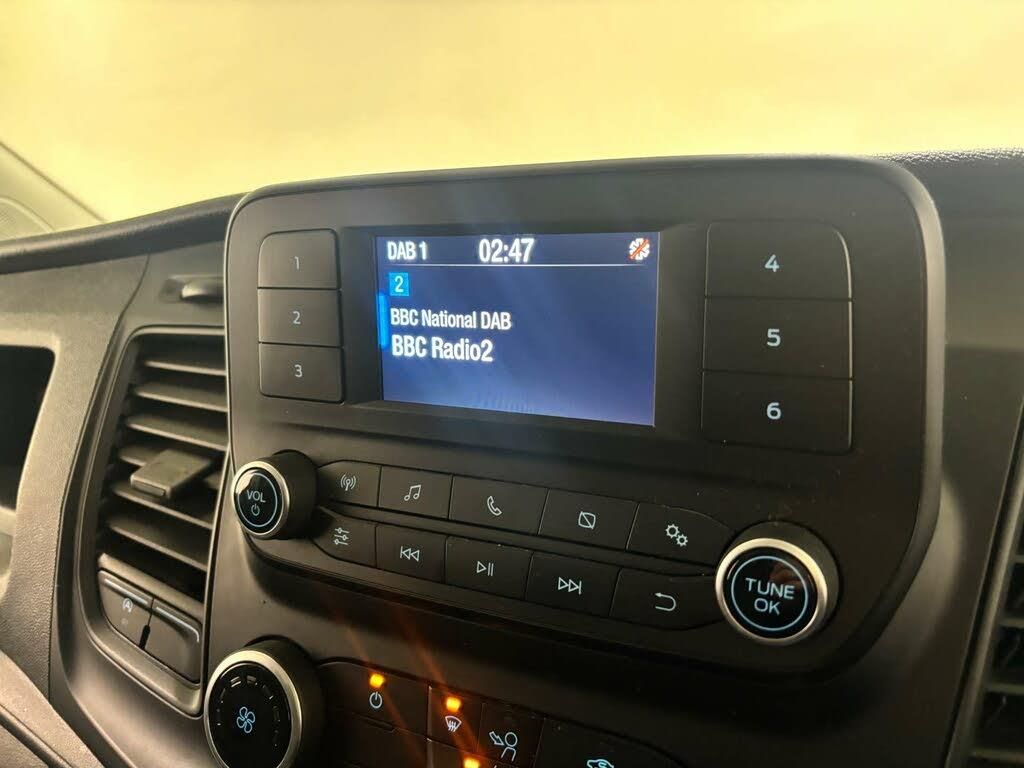 DAB 1 02:47
2
BBC National DAB
BBC Radio2
1
2
3
4
5
6
VOL
TUNE
OK